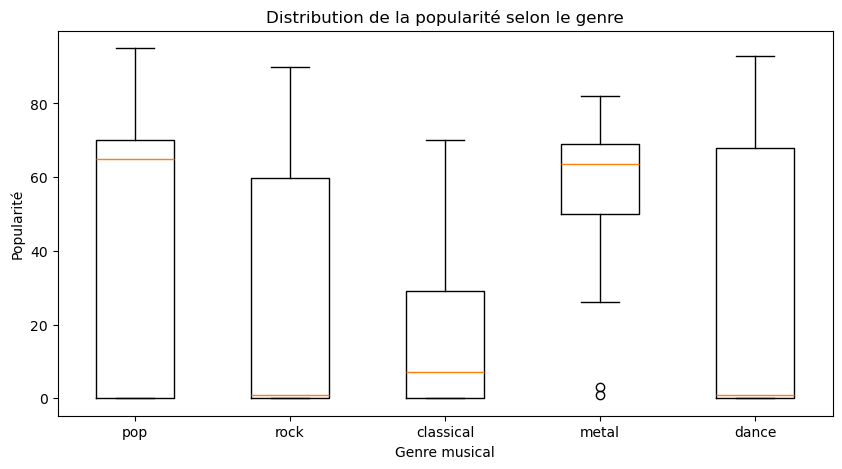 Distribution de la popularité selon le genre
Popularité
80
60
40
20
0
pop rock classical metal dance
Genre musical